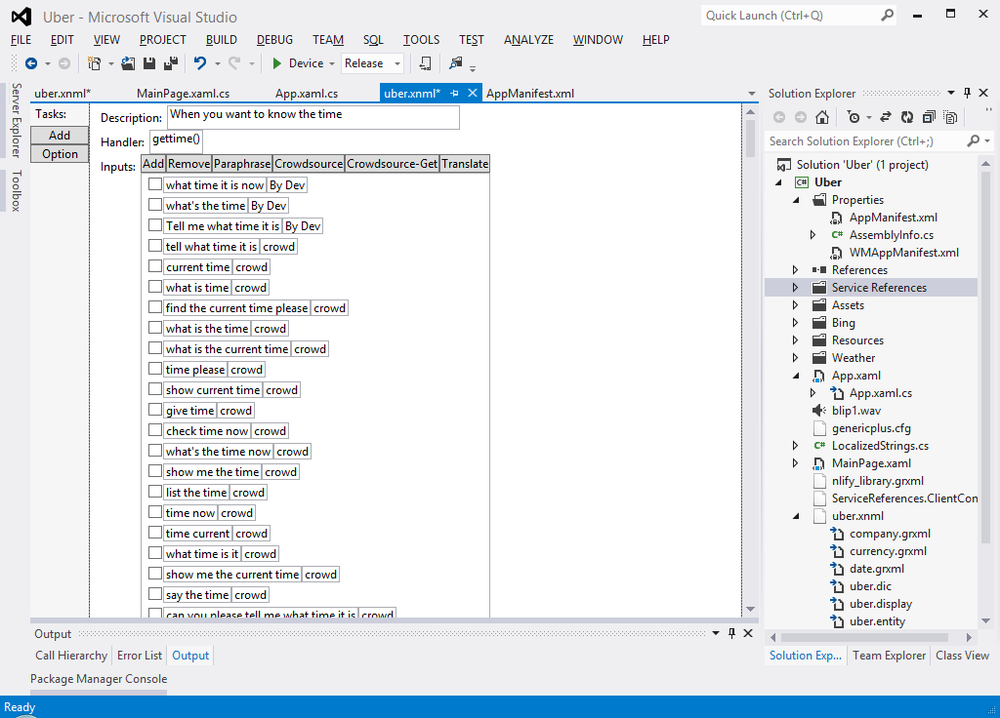 Uber - Microsoft Visual Studio
Quick Launch (Ctrl+Q)
FILE EDIT VIEW PROJECT BUILD DEBUG TEAM SQL TOOLS TEST ANALYZE WINDOW HELP
Device Release
uber.xnml* MainPage.xaml.cs App.xaml.cs uber.xnml* AppManifest.xml
Server Explorer
Toolbox
Tasks:
Add
Option
Description: When you want to know the time
Handler: gettime()
Inputs: Add Remove Paraphrase Crowdsource Crowdsource-Get Translate
what time it is now By Dev
what's the time By Dev
Tell me what time it is By Dev
tell what time it is crowd
current time crowd
what is time crowd
find the current time please crowd
what is the time crowd
what is the current time crowd
time please crowd
show current time crowd
give time crowd
check time now crowd
what's the time now crowd
show me the time crowd
list the time crowd
time now crowd
time current crowd
what time is it crowd
show me the current time crowd
say the time crowd
can you please tell me what time it is crowd
Solution Explorer
Search Solution Explorer (Ctrl+;)
Solution 'Uber' (1 project)
C# Uber
Properties
AppManifest.xml
C# AssemblyInfo.cs
WMAppManifest.xml
References
Service References
Assets
Bing
Resources
Weather
App.xaml
App.xaml.cs
blip1.wav
genericplus.cfg
C# LocalizedStrings.cs
MainPage.xaml
nlify_library.grxml
ServiceReferences.ClientCon
uber.xnml
company.grxml
currency.grxml
date.grxml
uber.dic
uber.display
uber.entity
Solution Exp... Team Explorer Class View
Output
Call Hierarchy Error List Output
Package Manager Console
Ready